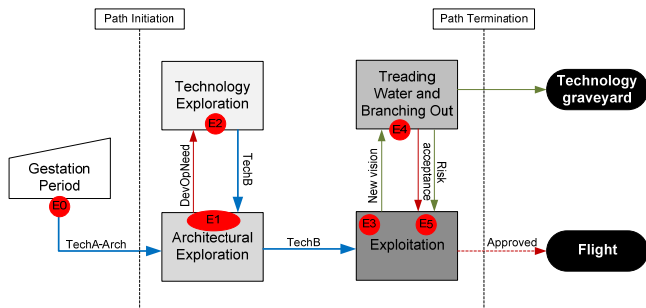 Path Initiation
Path Termination
Technology
Exploration
E2
Treading
Water and
Branching Out
E4
Technology
graveyard
Gestation
Period
E0
DevOpNeed
TechB
New vision
Risk
acceptance
TechA-Arch
E1
Architectural
Exploration
TechB
E3
E5
Exploitation
Approved
Flight